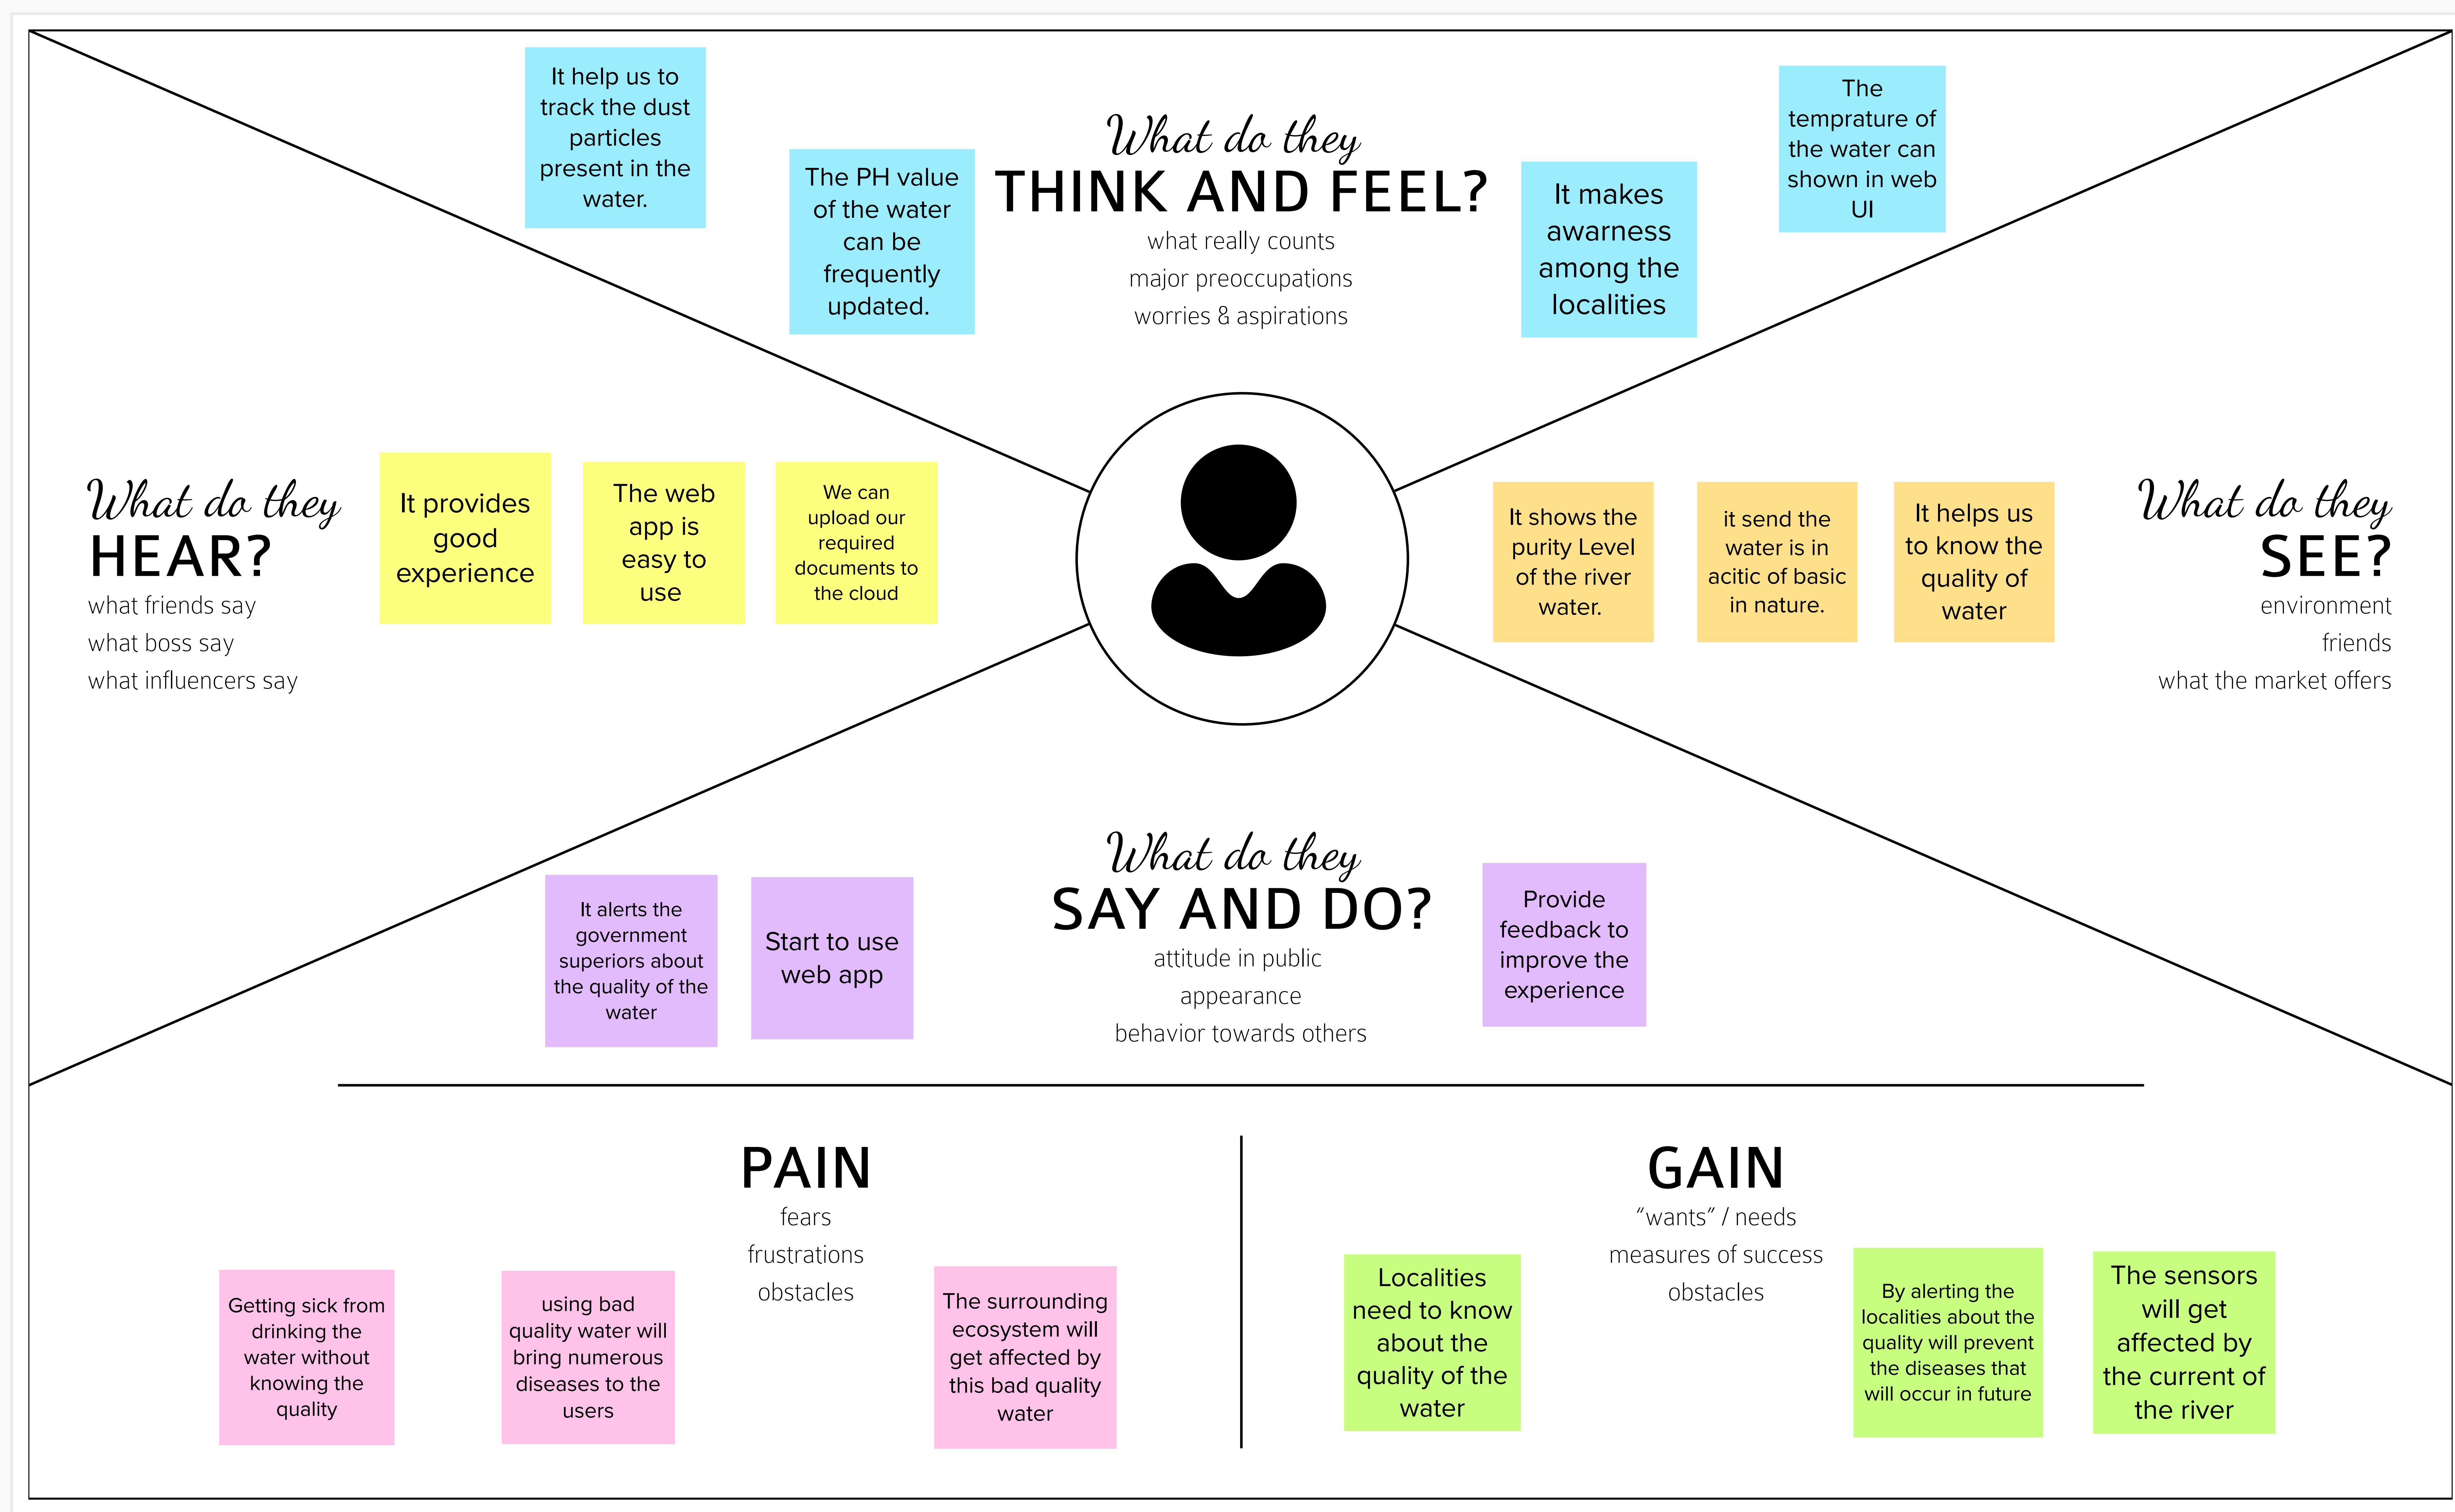 It help us to
track the dust
particles
present in the
water.
The PH value
of the water
can be
frequently
updated.
What do they
THINK AND FEEL?
what really counts
major preoccupations
worries & aspirations
It makes
awarness
among the
localities
The
temprature of
the water can
shown in web
UI
What do they
HEAR?
what friends say
what boss say
what influencers say
It provides
good
experience
The web
app is
easy to
use
We can
upload our
required
documents to
the cloud
It shows the
purity Level
of the river
water.
it send the
water is in
acitic of basic
in nature.
It helps us
to know the
quality of
water
What do they
SEE?
environment
friends
what the market offers
It alerts the
government
superiors about
the quality of the
water
Start to use
web app
What do they
SAY AND DO?
attitude in public
appearance
behavior towards others
Provide
feedback to
improve the
experience
PAIN
fears
frustrations
obstacles
Getting sick from
drinking the
water without
knowing the
quality
using bad
quality water will
bring numerous
diseases to the
users
The surrounding
ecosystem will
get affected by
this bad quality
water
GAIN
“wants” / needs
measures of success
obstacles
Localities
need to know
about the
quality of the
water
By alerting the
localities about the
quality will prevent
the diseases that
will occur in future
The sensors
will get
affected by
the current of
the river